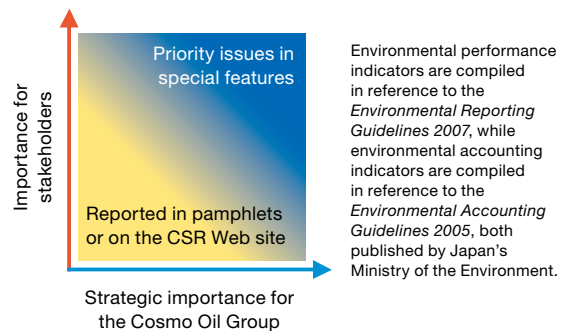 Importance for
stakeholders
Priority issues in
special features
Reported in pamphlets
or on the CSR Web site
Strategic importance for
the Cosmo Oil Group
Environmental performance
indicators are compiled
in reference to the
Environmental Reporting
Guidelines 2007, while
environmental accounting
indicators are compiled
in reference to the
Environmental Accounting
Guidelines 2005, both
published by Japan's
Ministry of the Environment.